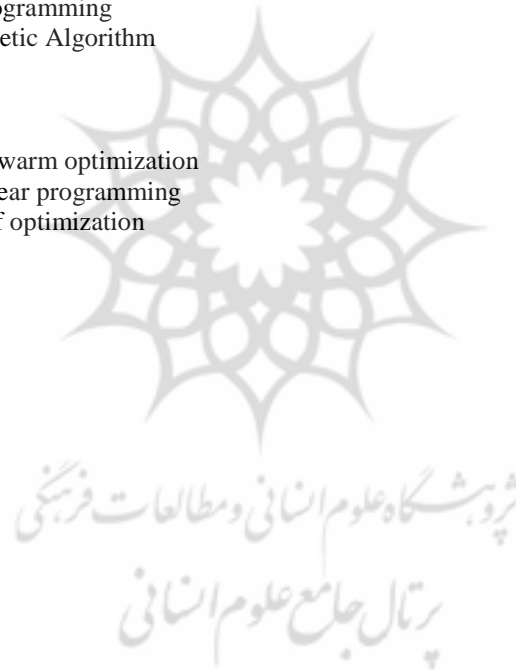 ogramming
etic Algorithm
warm optimization
ear programming
f optimization
پژوهشگاه علوم انسانی و مطالعات فرهنگی
پرتال جامع علوم انسانی